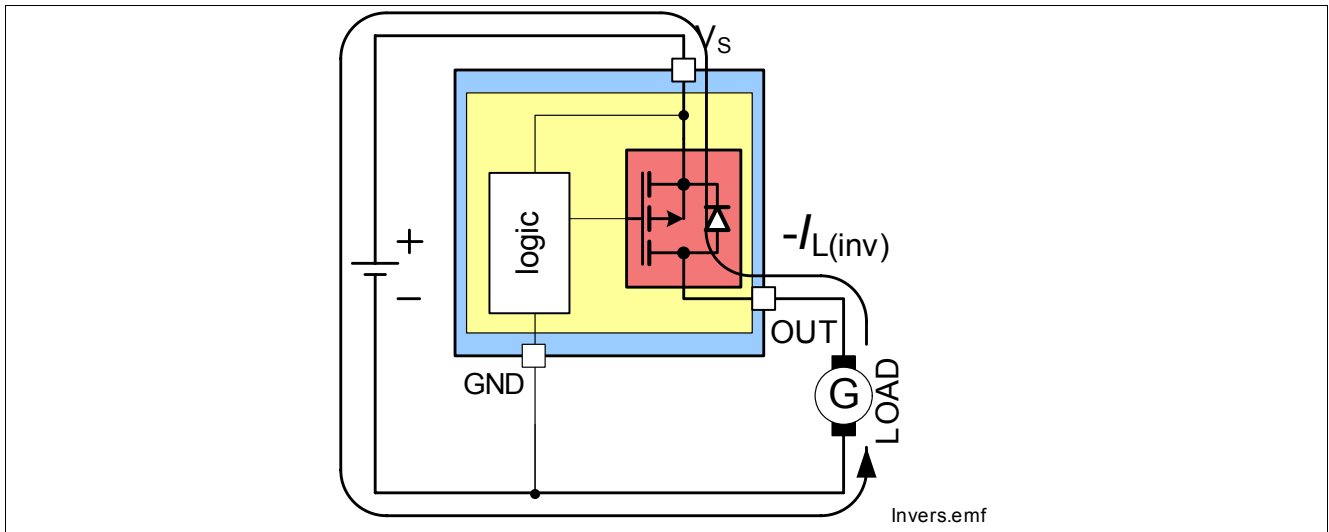 VS
logic
+
−
-IL(inv)
OUT
GND
G
LOAD
Invers.emf